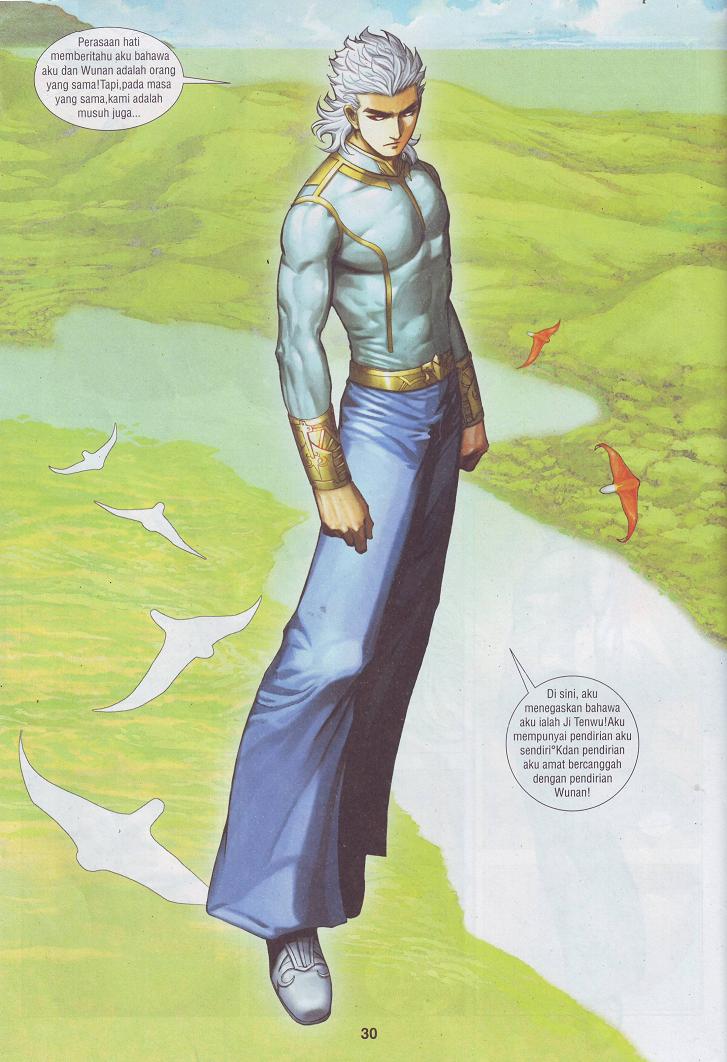 Perasaan hati
memberitahu aku bahawa
aku dan Wunan adalah orang
yang sama!Tapi,pada masa
yang sama,kami adalah
musuh juga...
Di sini, aku
menegaskan bahawa
aku ialah Ji Tenwu!Aku
mempunyai pendirian aku
sendiri°Kdan pendirian
aku amat bercanggah
dengan pendirian
Wunan!
30